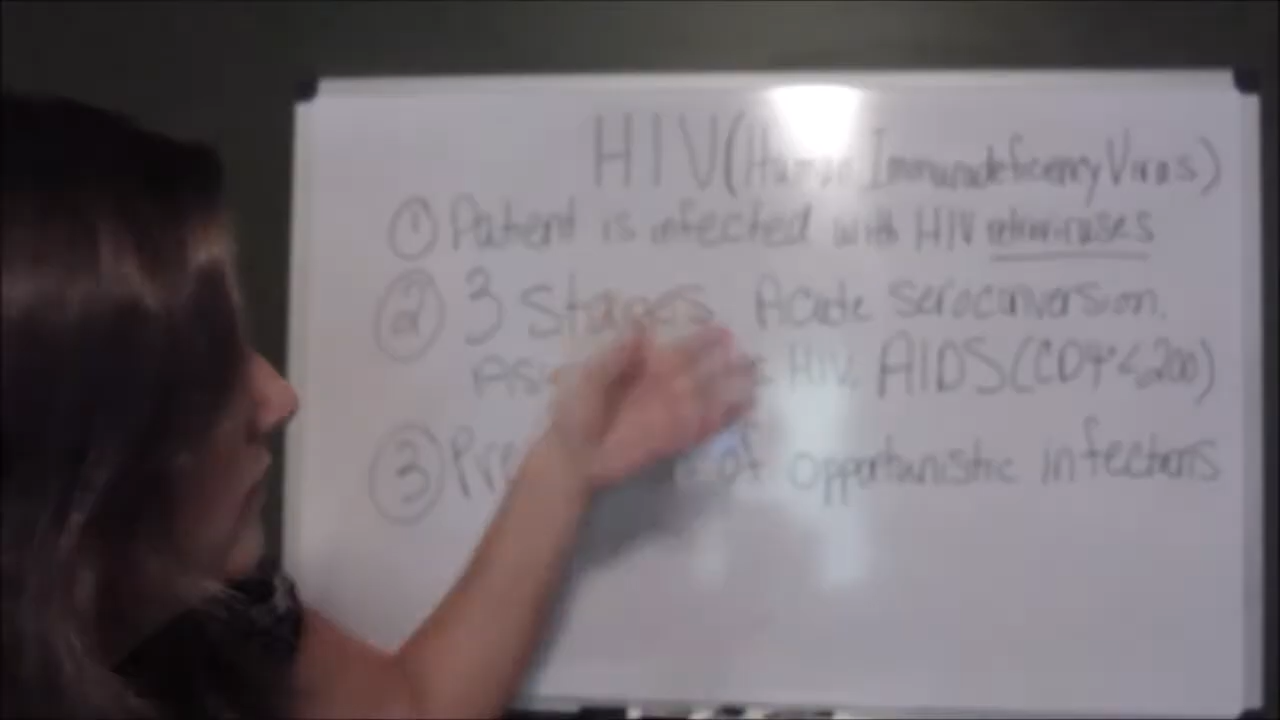 HIV (Human Immunodeficiency Virus)
① Patient is infected with HIV retroviruses
② 3 Stages Acute seroconversion.
HIV. AIDS (CD4 <200)
③ of opportunistic infections